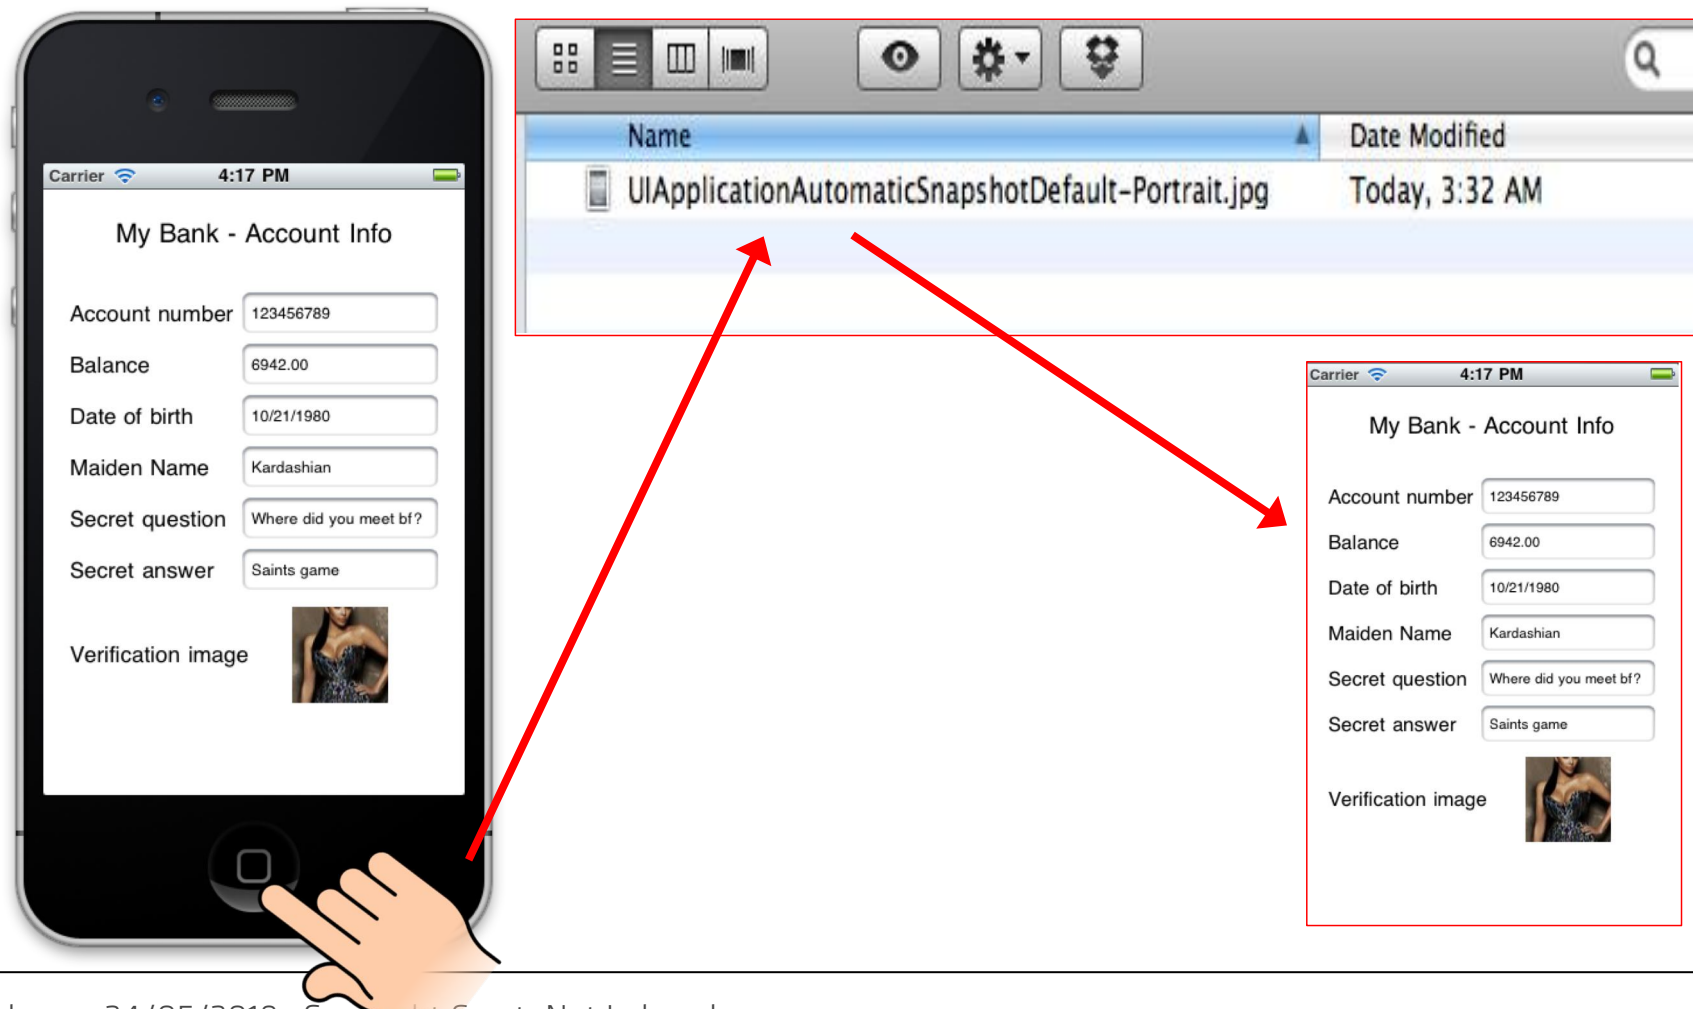 Carrier 4:17 PM
My Bank - Account Info
Account number 123456789
Balance 6942.00
Date of birth 10/21/1980
Maiden Name Kardashian
Secret question Where did you meet bf?
Secret answer Saints game
Verification image
Name Date Modified
UIApplicationAutomaticSnapshotDefault-Portrait.jpg Today, 3:32 AM
Carrier 4:17 PM
My Bank - Account Info
Account number 123456789
Balance 6942.00
Date of birth 10/21/1980
Maiden Name Kardashian
Secret question Where did you meet bf?
Secret answer Saints game
Verification image